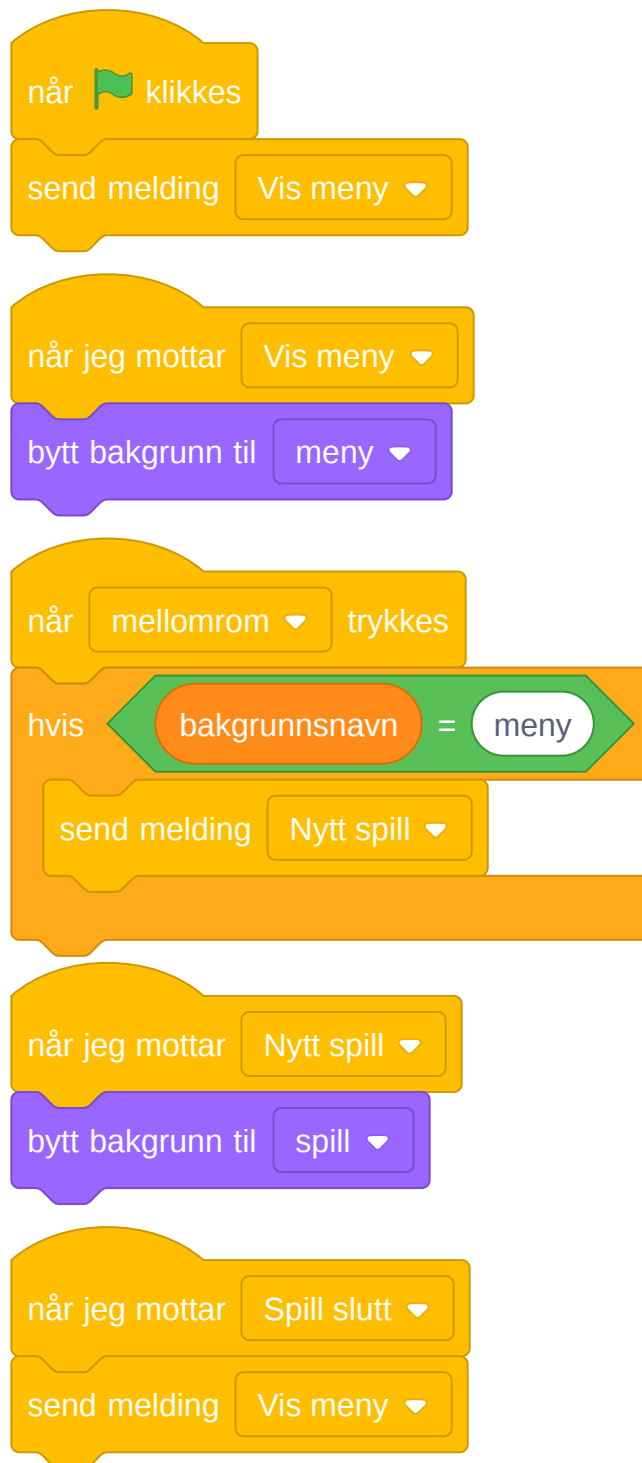 når klikkes
send melding Vis meny
når jeg mottar Vis meny
bytt bakgrunn til meny
når mellomrom trykkes
hvis bakgrunnsnavn = meny
send melding Nytt spill
når jeg mottar Nytt spill
bytt bakgrunn til spill
når jeg mottar Spill slutt
send melding Vis meny